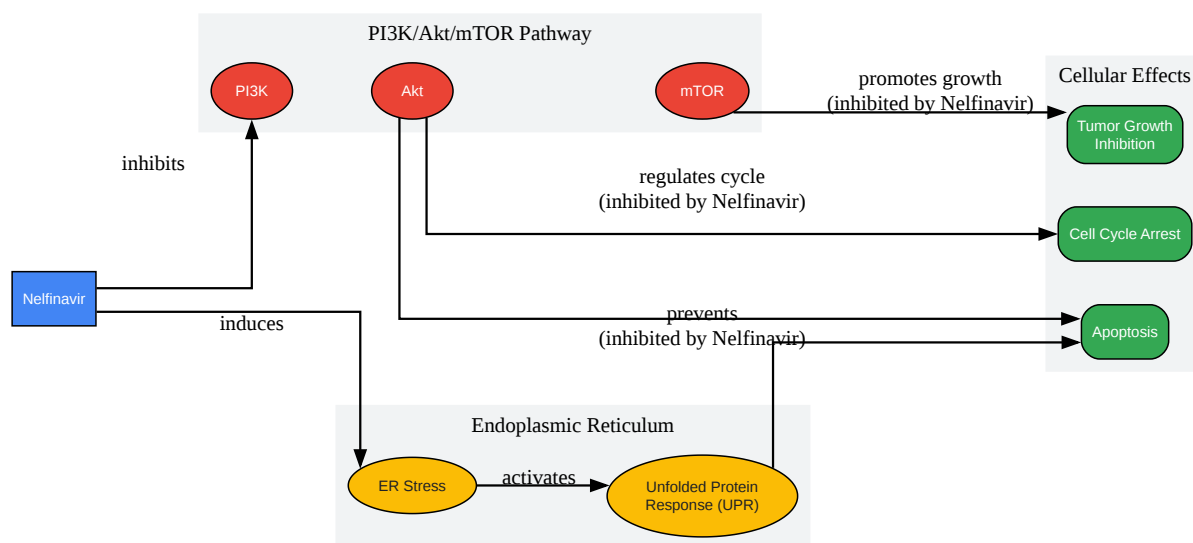 PI3K/Akt/mTOR Pathway
PI3K
Akt
mTOR
promotes growth
(inhibited by Nelfinavir)
Cellular Effects
Tumor Growth
Inhibition
inhibits
regulates cycle
(inhibited by Nelfinavir)
Cell Cycle Arrest
Nelfinavir
induces
prevents
(inhibited by Nelfinavir)
Apoptosis
Endoplasmic Reticulum
ER Stress
activates
Unfolded Protein
Response (UPR)